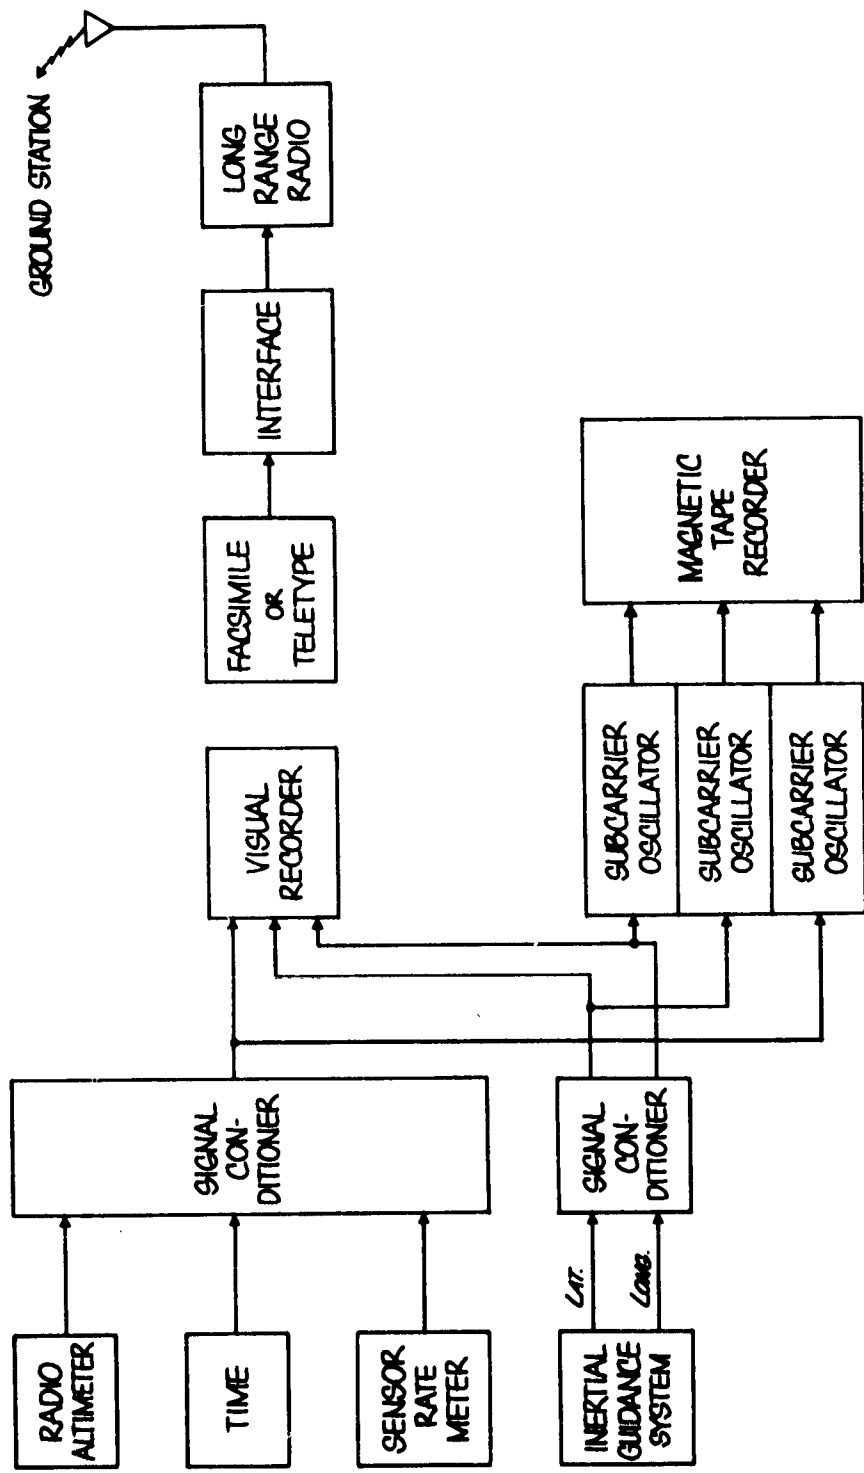 RADIO
ALTIMETER
TIME
SENSOR
RATE
METER
INERTIAL
GUIDANCE
SYSTEM
LAT.
LONG.
SIGNAL
CON-
DITIONER
SIGNAL
CON-
DITIONER
VISUAL
RECORDER
SUBCARRIER
OSCILLATOR
SUBCARRIER
OSCILLATOR
SUBCARRIER
OSCILLATOR
FACSIMILE
OR
TELETYPE
INTERFACE
MAGNETIC
TAPE
RECORDER
LONG
RANGE
RADIO
GROUND STATION